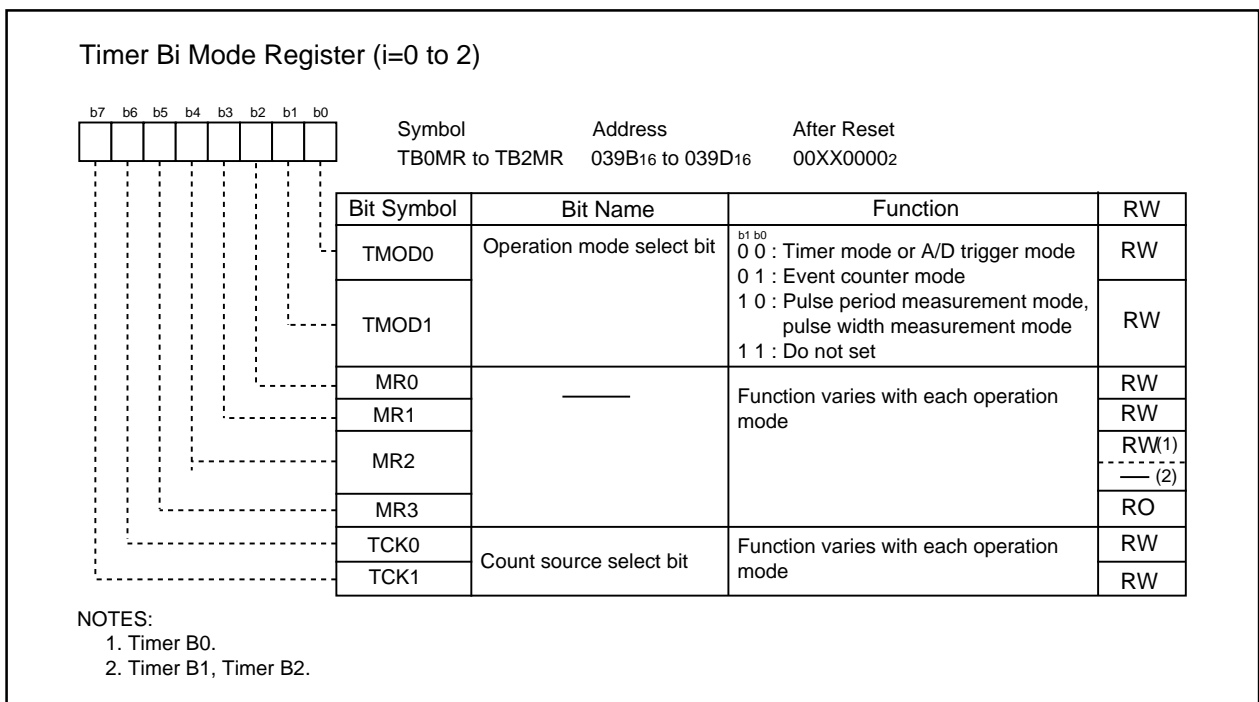 Timer Bi Mode Register (i=0 to 2)
b7 b6 b5 b4 b3 b2 b1 b0
Symbol Address After Reset
TB0MR to TB2MR 039B16 to 039D16 00XX00002
Bit Symbol Bit Name Function RW
TMOD0 Operation mode select bit
b1 b0
0 0 : Timer mode or A/D trigger mode RW
0 1 : Event counter mode
TMOD1
1 0 : Pulse period measurement mode,
pulse width measurement mode RW
1 1 : Do not set
MR0 —— Function varies with each operation
mode RW
MR1 RW
MR2 RW(1)
— (2)
MR3 RO
TCK0 Count source select bit Function varies with each operation
mode RW
TCK1 RW
NOTES:
1. Timer B0.
2. Timer B1, Timer B2.